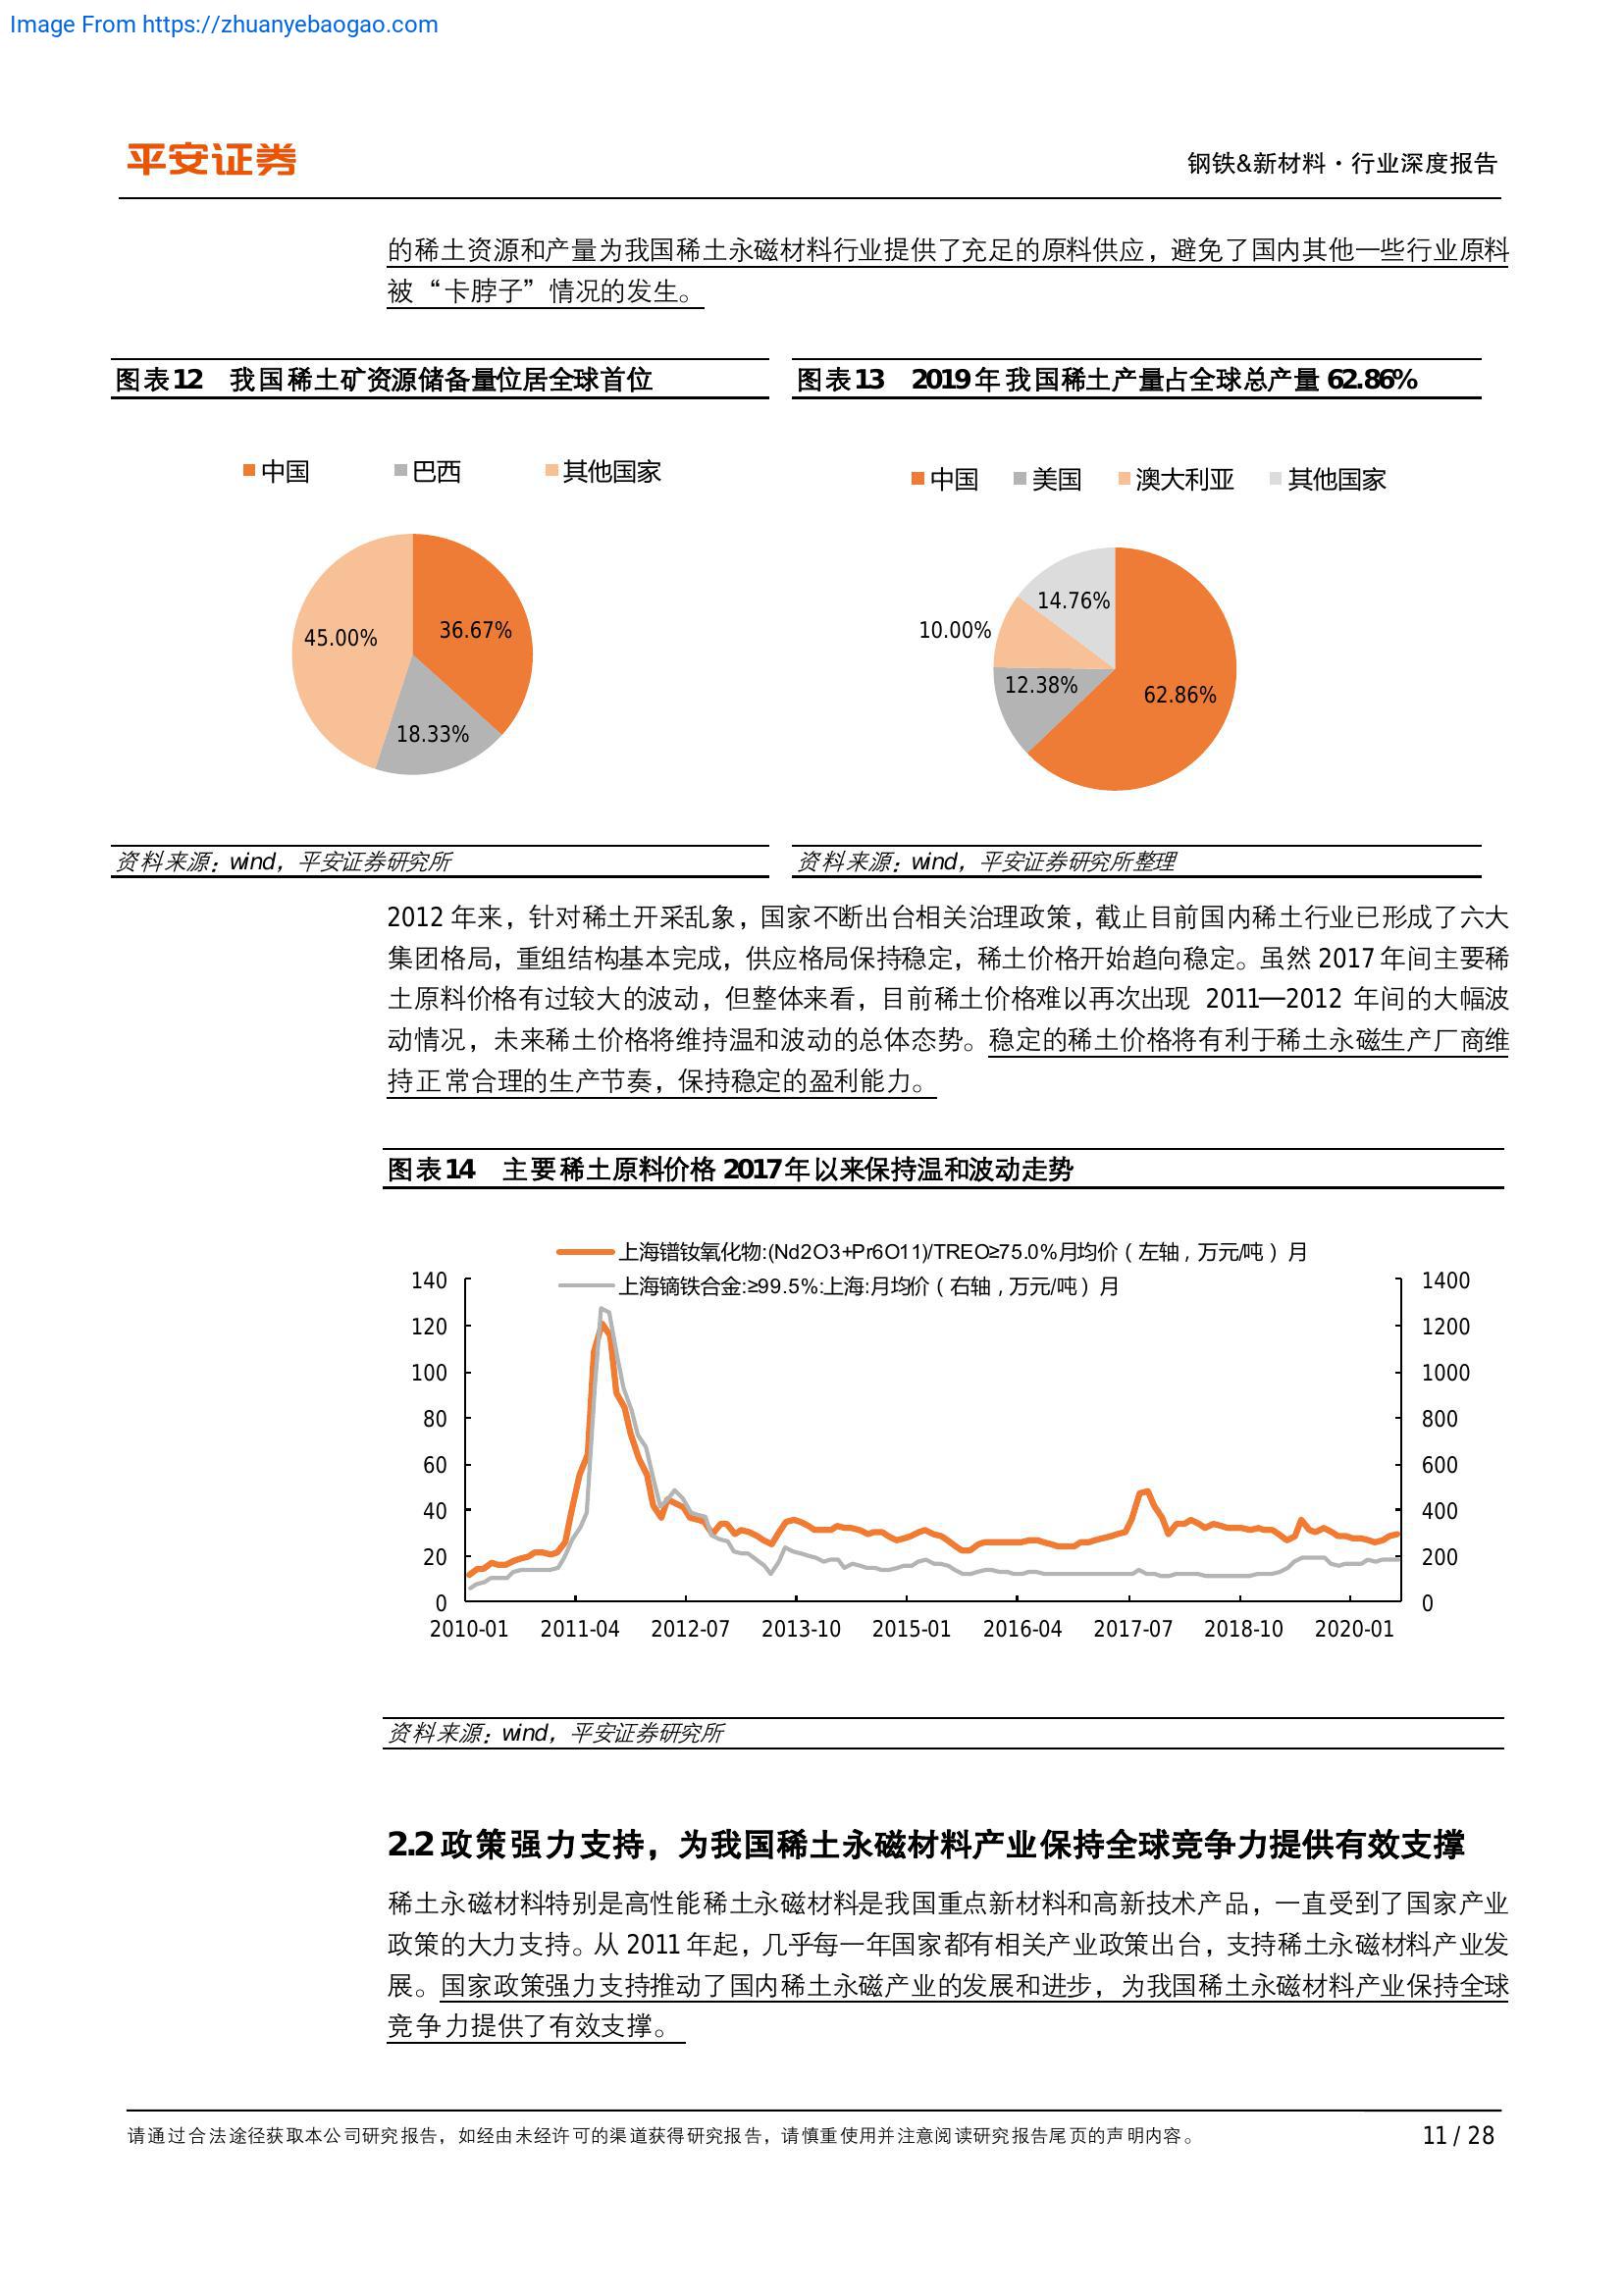 Image From https://zhuanyebaogao.com
平安证券
钢铁&新材料·行业深度报告
的稀土资源和产量为我国稀土永磁材料行业提供了充足的原料供应，避免了国内其他一些行业原料
被“卡脖子”情况的发生。
图表12 我国稀土矿资源储备量位居全球首位
中国 巴西 其他国家
45.00%
36.67%
18.33%
资料来源：wind，平安证券研究所
图表13 2019年我国稀土产量占全球总产量 62.86%
中国 美国 澳大利亚 其他国家
14.76%
10.00%
12.38%
62.86%
资料来源：wind，平安证券研究所整理
2012 年来，针对稀土开采乱象，国家不断出台相关治理政策，截止目前国内稀土行业已形成了六大
集团格局，重组结构基本完成，供应格局保持稳定，稀土价格开始趋向稳定。虽然 2017 年间主要稀
土原料价格有过较大的波动，但整体来看，目前稀土价格难以再次出现 2011—2012 年间的大幅波
动情况，未来稀土价格将维持温和波动的总体态势。稳定的稀土价格将有利于稀土永磁生产厂商维
持正常合理的生产节奏，保持稳定的盈利能力。
图表14 主要稀土原料价格 2017年以来保持温和波动走势
上海镨钕氧化物:(Nd2O3+Pr6O11)/TREO≥75.0%月均价（左轴，万元/吨）月
上海镝铁合金:≥99.5%:上海:月均价（右轴，万元/吨）月
140 1400
120 1200
100 1000
80 800
60 600
40 400
20 200
0 0
2010-01 2011-04 2012-07 2013-10 2015-01 2016-04 2017-07 2018-10 2020-01
资料来源：wind，平安证券研究所
2.2 政策强力支持，为我国稀土永磁材料产业保持全球竞争力提供有效支撑
稀土永磁材料特别是高性能稀土永磁材料是我国重点新材料和高新技术产品，一直受到了国家产业
政策的大力支持。从 2011 年起，几乎每一年国家都有相关产业政策出台，支持稀土永磁材料产业发
展。国家政策强力支持推动了国内稀土永磁产业的发展和进步，为我国稀土永磁材料产业保持全球
竞争力提供了有效支撑。
请通过合法途径获取本公司研究报告，如经由未经许可的渠道获得研究报告，请慎重使用并注意阅读研究报告尾页的声明内容。
11 / 28